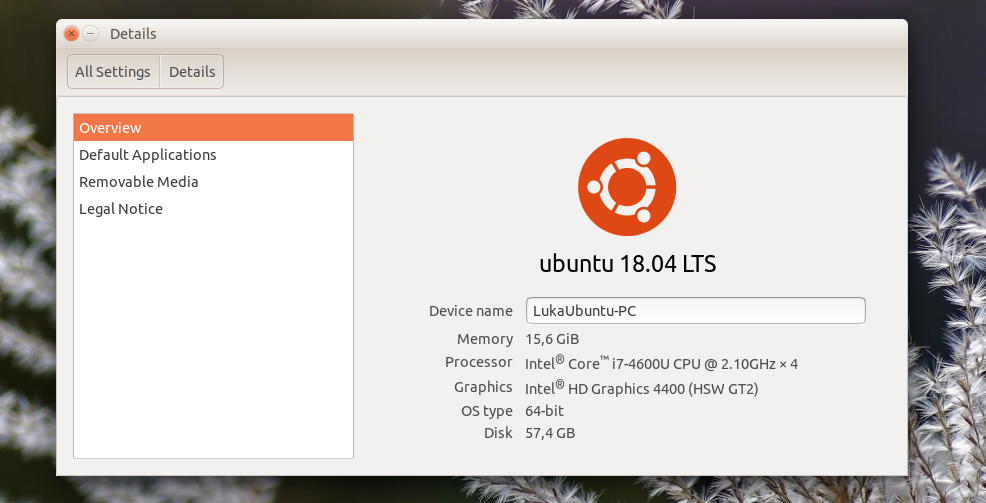 Details
All Settings Details
Overview
Default Applications
Removable Media
Legal Notice
ubuntu 18.04 LTS
Device name LukaUbuntu-PC
Memory 15,6 GiB
Processor Intel® Core™ i7-4600U CPU @ 2.10GHz × 4
Graphics Intel® HD Graphics 4400 (HSW GT2)
OS type 64-bit
Disk 57,4 GB